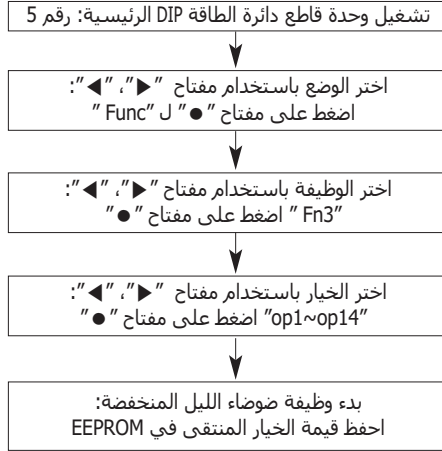 تشغيل وحدة قاطع دائرة الطاقة DIP الرئيسية: رقم 5
اختر الوضع باستخدام مفتاح "▶"، "◀":
اضغط على مفتاح "●" ل "Func"
اختر الوظيفة باستخدام مفتاح "▶"، "◀":
"Fn3" اضغط على مفتاح "●"
اختر الخيار باستخدام مفتاح "▶"، "◀":
"op1~op14" اضغط على مفتاح "●"
بدء وظيفة ضوضاء الليل المنخفضة:
احفظ قيمة الخيار المنتقى في EEPROM